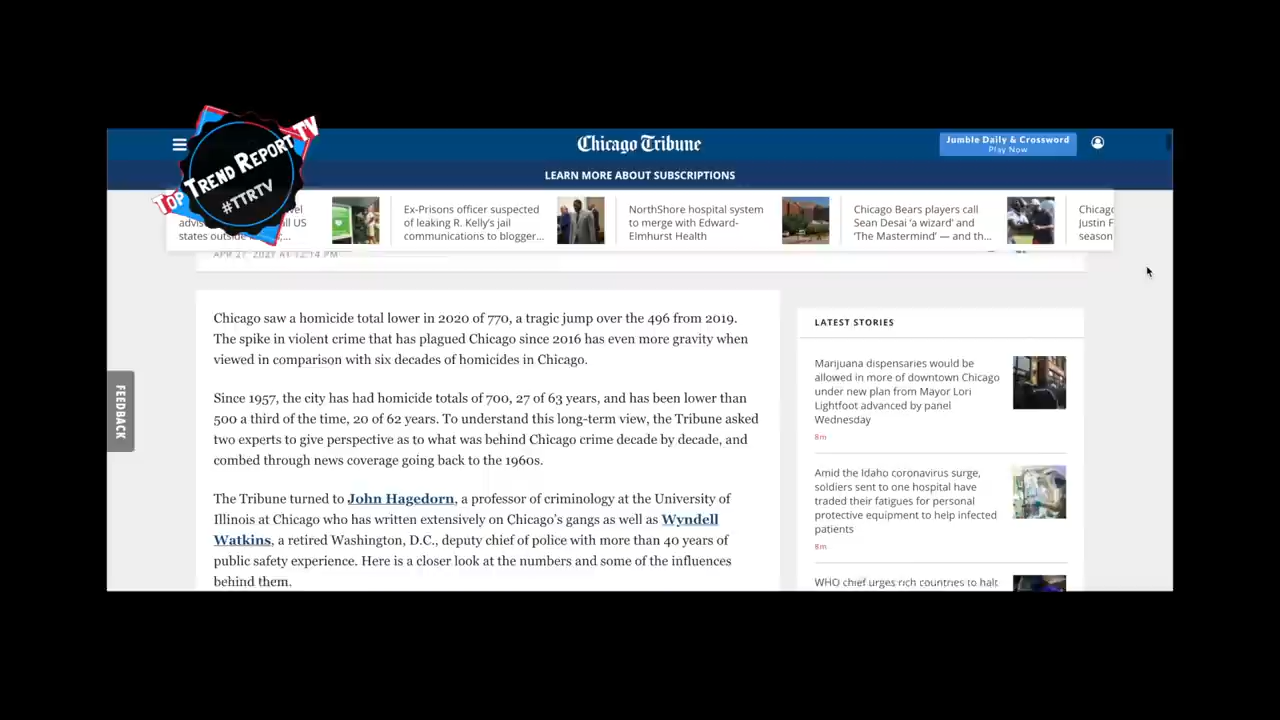 TOP TREND REPORT TV
#TTRTV
Chicago Tribune
Jumble Daily & Crossword
Play Now
LEARN MORE ABOUT SUBSCRIPTIONS
US
states outside
Ex-Prisons officer suspected
of leaking R. Kelly's jail
communications to blogger...
NorthShore hospital system
to merge with Edward-
Elmhurst Health
Chicago Bears players call
Sean Desai 'a wizard' and
'The Mastermind' — and th...
Justin F
season
APR 27, 2021 AT 12:14 PM
Chicago saw a homicide total lower in 2020 of 770, a tragic jump over the 496 from 2019.
The spike in violent crime that has plagued Chicago since 2016 has even more gravity when
viewed in comparison with six decades of homicides in Chicago.
Since 1957, the city has had homicide totals of 700, 27 of 63 years, and has been lower than
500 a third of the time, 20 of 62 years. To understand this long-term view, the Tribune asked
two experts to give perspective as to what was behind Chicago crime decade by decade, and
combed through news coverage going back to the 1960s.
The Tribune turned to John Hagedorn, a professor of criminology at the University of
Illinois at Chicago who has written extensively on Chicago's gangs as well as Wyndell
Watkins, a retired Washington, D.C., deputy chief of police with more than 40 years of
public safety experience. Here is a closer look at the numbers and some of the influences
behind them.
FEEDBACK
LATEST STORIES
Marijuana dispensaries would be
allowed in more of downtown Chicago
under new plan from Mayor Lori
Lightfoot advanced by panel
Wednesday
8m
Amid the Idaho coronavirus surge,
soldiers sent to one hospital have
traded their fatigues for personal
protective equipment to help infected
patients
8m
WHO chief urges rich countries to halt